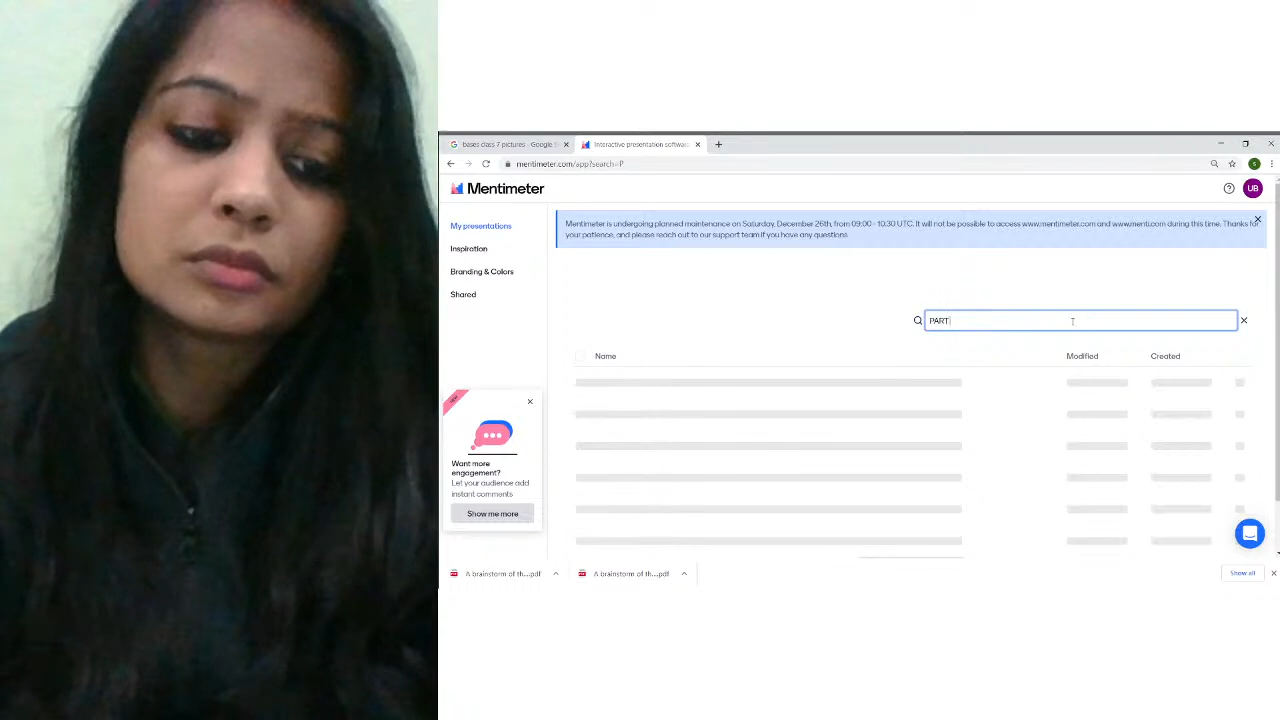 bases class 7 pictures - Google S
Interactive presentation software
mentimeter.com/app?search=P
S
Mentimeter
UB
My presentations
Inspiration
Branding & Colors
Shared
Mentimeter is undergoing planned maintenance on Saturday, December 26th, from 09:00 - 10:30 UTC. It will not be possible to access www.mentimeter.com and www.menti.com during this time. Thanks for
your patience, and please reach out to our support team if you have any questions.
PART
Name
Modified
Created
NEW
Want more
engagement?
Let your audience add
instant comments
Show me more
A brainstorm of th....pdf
A brainstorm of th....pdf
Show all